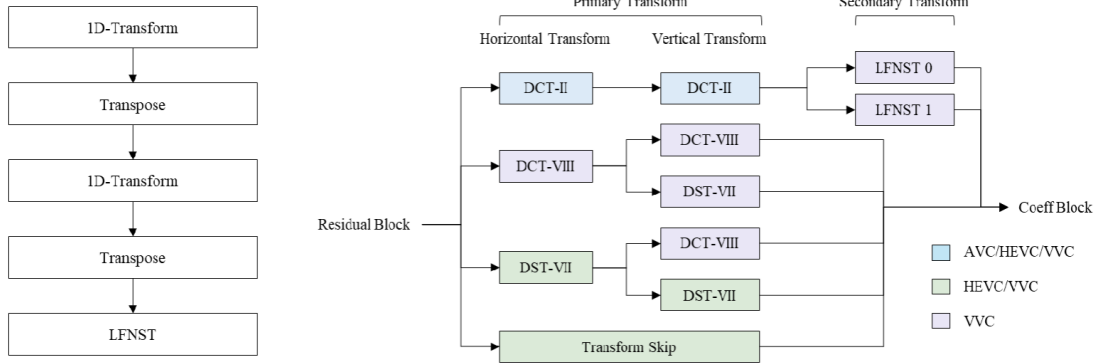 1D-Transform
Transpose
1D-Transform
Transpose
LFNST
Primary Transform
Secondary Transform
Horizontal Transform
Vertical Transform
DCT-II
DCT-II
LFNST 0
LFNST 1
DCT-VIII
DCT-VIII
DST-VII
Residual Block
Coeff Block
DST-VII
DCT-VIII
DST-VII
Transform Skip
AVC/HEVC/VVC
HEVC/VVC
VVC